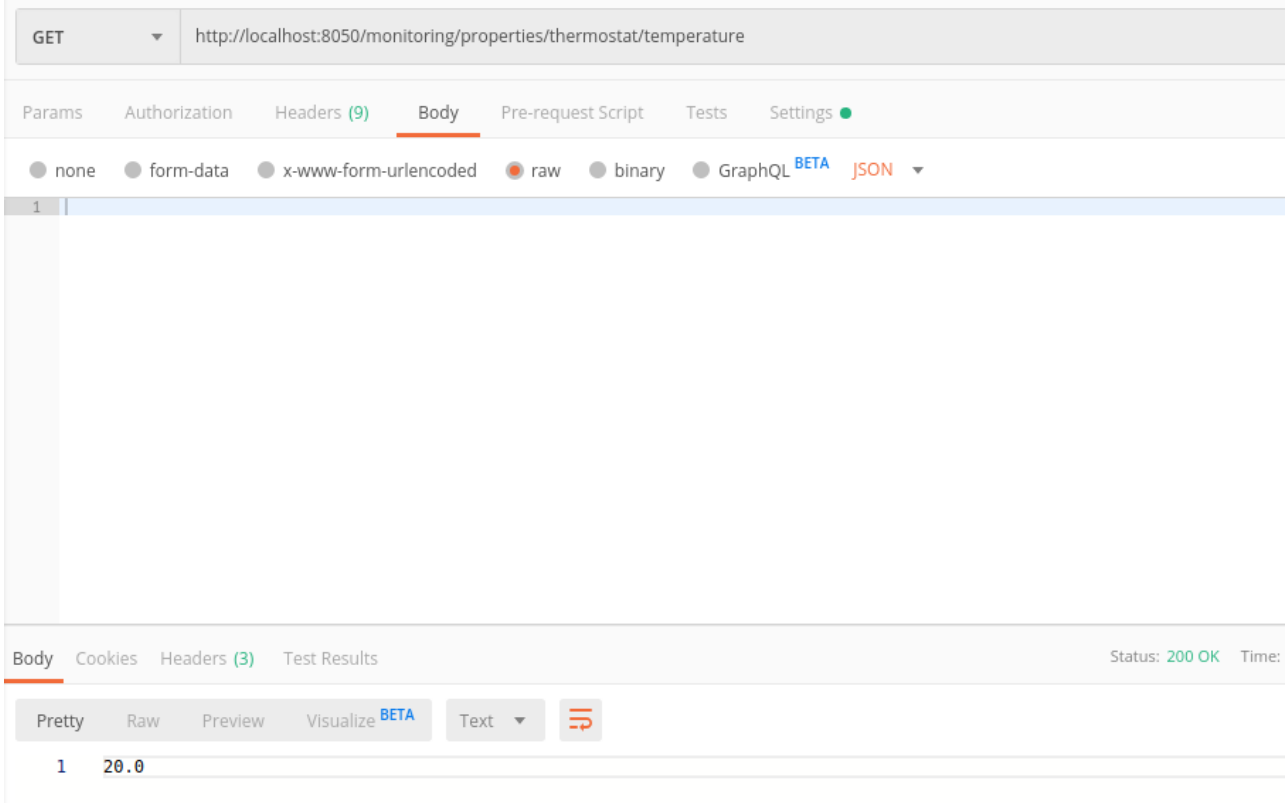 GET http://localhost:8050/monitoring/properties/thermostat/temperature
Params Authorization Headers (9) Body Pre-request Script Tests Settings
none form-data x-www-form-urlencoded raw binary GraphQL BETA JSON
1
Body Cookies Headers (3) Test Results Status: 200 OK Time:
Pretty Raw Preview Visualize BETA Text
1 20.0